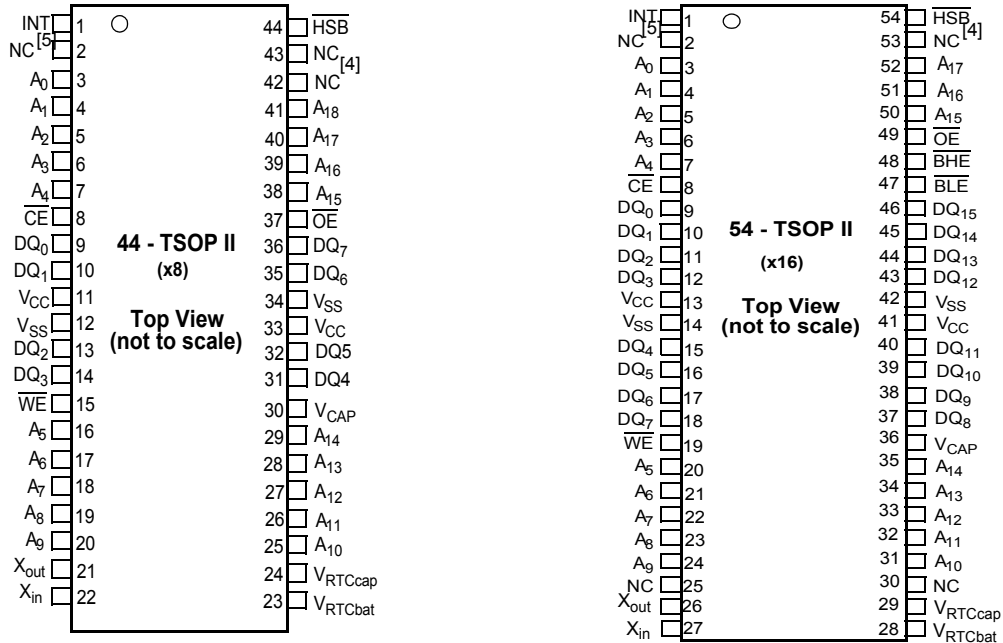 INT 1 44 HSB
NC [5] 2 43 NC [4]
A0 3 42 NC
A1 4 41 A18
A2 5 40 A17
A3 6 39 A16
A4 7 38 A15
CE 8 37 OE
DQ0 9 36 DQ7
DQ1 10 35 DQ6
VCC 11 34 VSS
VSS 12 33 VCC
DQ2 13 32 DQ5
DQ3 14 31 DQ4
WE 15 30 VCAP
A5 16 29 A14
A6 17 28 A13
A7 18 27 A12
A8 19 26 A11
A9 20 25 A10
Xout 21 24 VRTCcap
Xin 22 23 VRTCbat
44 - TSOP II
(x8)
Top View
(not to scale)
INT 1 54 HSB
NC [5] 2 53 NC [4]
A0 3 52 A17
A1 4 51 A16
A2 5 50 A15
A3 6 49 OE
A4 7 48 BHE
CE 8 47 BLE
DQ0 9 46 DQ15
DQ1 10 45 DQ14
DQ2 11 44 DQ13
DQ3 12 43 DQ12
VCC 13 42 VSS
VSS 14 41 VCC
DQ4 15 40 DQ11
DQ5 16 39 DQ10
DQ6 17 38 DQ9
DQ7 18 37 DQ8
WE 19 36 VCAP
A5 20 35 A14
A6 21 34 A13
A7 22 33 A12
A8 23 32 A11
A9 24 31 A10
NC 25 30 NC
Xout 26 29 VRTCcap
Xin 27 28 VRTCbat
54 - TSOP II
(x16)
Top View
(not to scale)